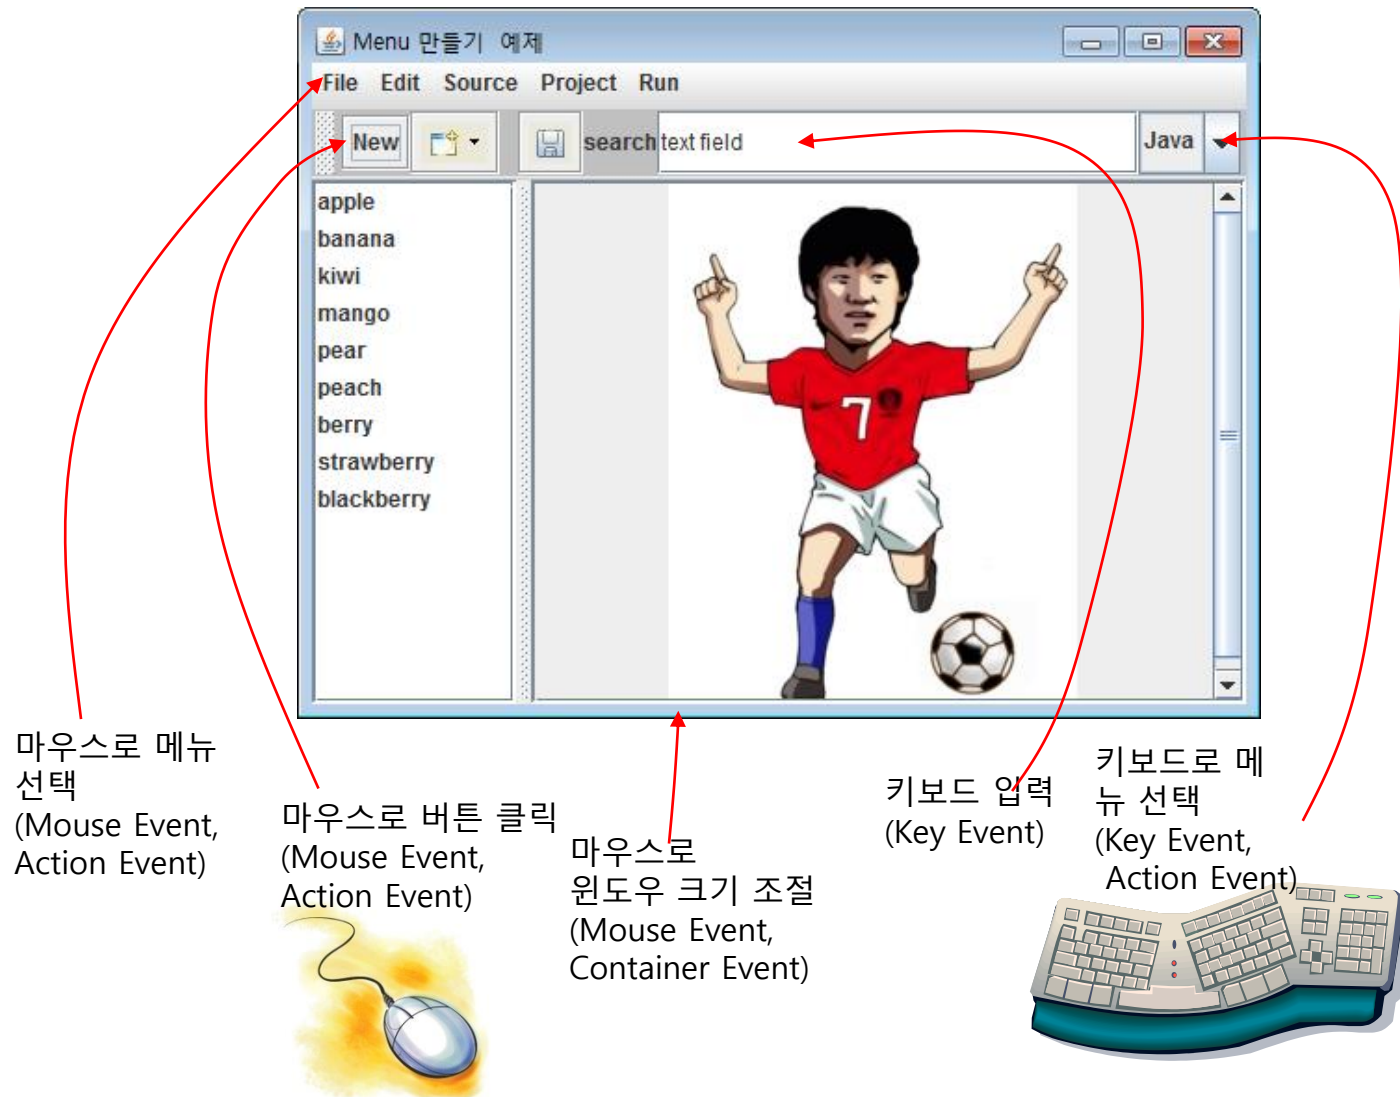 Menu 만들기 예제
File Edit Source Project Run
New search text field Java
apple
banana
kiwi
mango
pear
peach
berry
strawberry
blackberry
7
마우스로 메뉴
선택
(Mouse Event,
Action Event)
마우스로 버튼 클릭
(Mouse Event,
Action Event)
마우스로
윈도우 크기 조절
(Mouse Event,
Container Event)
키보드 입력
(Key Event)
키보드로 메
뉴 선택
(Key Event,
Action Event)